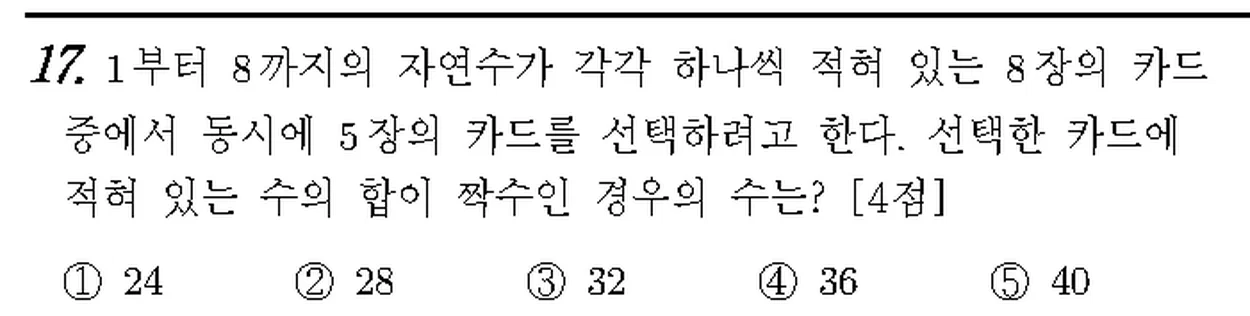 17. 1부터 8까지의 자연수가 각각 하나씩 적혀 있는 8장의 카드
중에서 동시에 5장의 카드를 선택하려고 한다. 선택한 카드에
적혀 있는 수의 합이 짝수인 경우의 수는? [4점]
① 24 ② 28 ③ 32 ④ 36 ⑤ 40